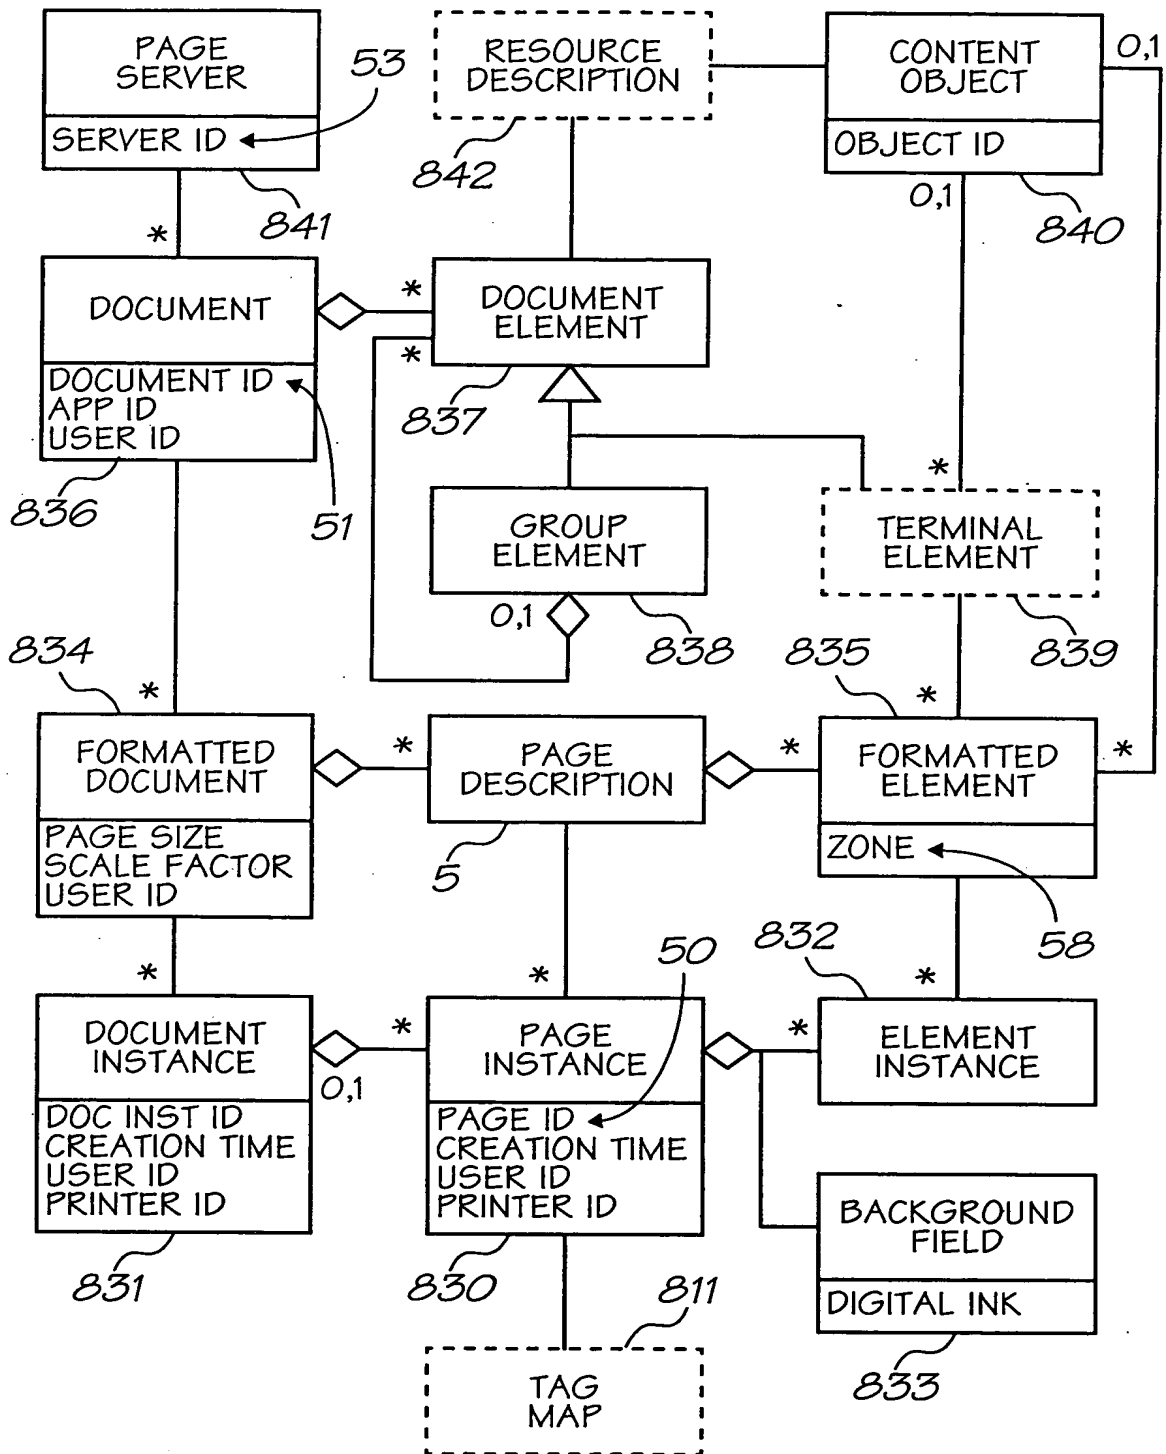 PAGE
SERVER
SERVER ID
53
841
*
RESOURCE
DESCRIPTION
842
CONTENT
OBJECT
OBJECT ID
0,1
0,1
840
DOCUMENT
DOCUMENT ID
APP ID
USER ID
836
51
*
*
DOCUMENT
ELEMENT
837
GROUP
ELEMENT
0,1
838
*
TERMINAL
ELEMENT
839
834
*
FORMATTED
DOCUMENT
PAGE SIZE
SCALE FACTOR
USER ID
*
PAGE
DESCRIPTION
5
*
835
*
FORMATTED
ELEMENT
*
ZONE
58
*
DOCUMENT
INSTANCE
0,1
DOC INST ID
CREATION TIME
USER ID
PRINTER ID
831
*
*
50
PAGE
INSTANCE
PAGE ID
CREATION TIME
USER ID
PRINTER ID
830
832
*
*
ELEMENT
INSTANCE
BACKGROUND
FIELD
DIGITAL INK
833
811
TAG
MAP